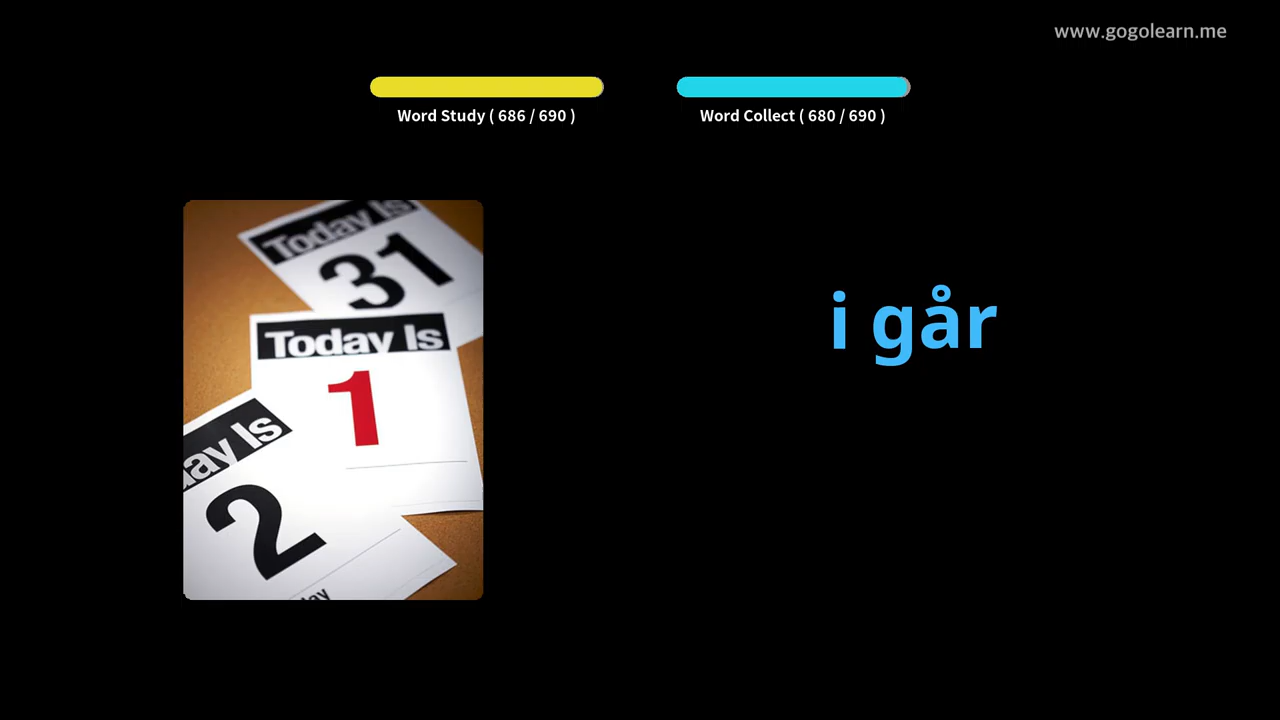 www.gogolearn.me
Word Study ( 686 / 690 )
Word Collect ( 680 / 690 )
Today Is
31
Today Is
1
ay Is
2
i går